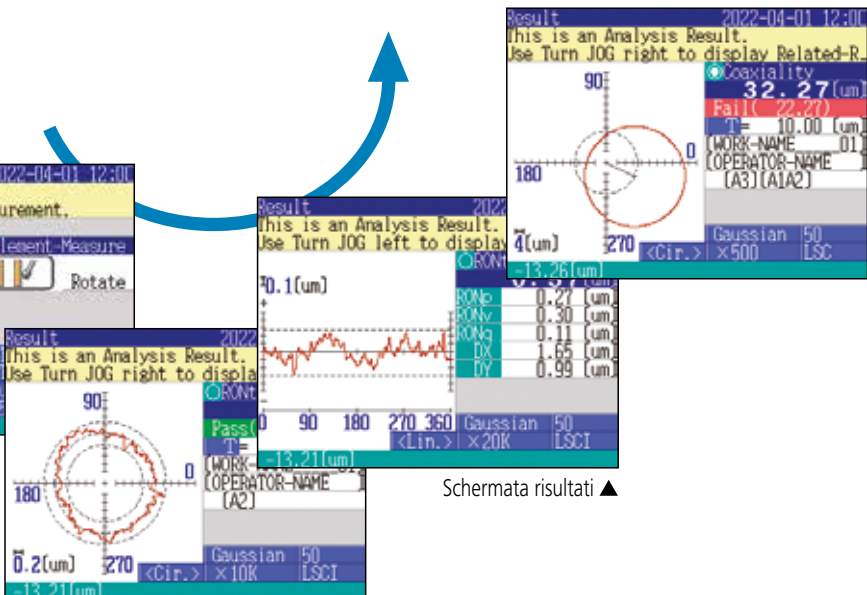 Result 2022-04-01 12:00
This is an Analysis Result.
Use Turn JOG right to display Related-R
Coaxiality
32.27[um]
Fail( 22.27)
T= 10.00 [um]
[WORK-NAME 01]
[OPERATOR-NAME ]
[A3][A1A2]
90
180
0
270
4[um]
<Cir.>
Gaussian 50
×500 LSC
-13.26[um]
2022-04-01 12:00
urement.
lement-Measure
Rotate
Result 2022
This is an Analysis Result.
Use Turn JOG left to display
RONt
0.1[um]
RONp 0.27 [um]
RONv 0.30 [um]
RONq 0.11 [um]
DX 1.65 [um]
DY 0.99 [um]
0 90 180 270 360
<Lin.>
Gaussian 50
×20K LSCI
-13.21[um]
Schermata risultati ▲
Result 2022
This is an Analysis Result.
Use Turn JOG right to displa
RONt
Pass(
T=
[WORK-
[OPERATOR-NAME ]
[A2]
90
180
0
270
0.2[um]
<Cir.>
Gaussian 50
×10K LSCI
-13.21[um]